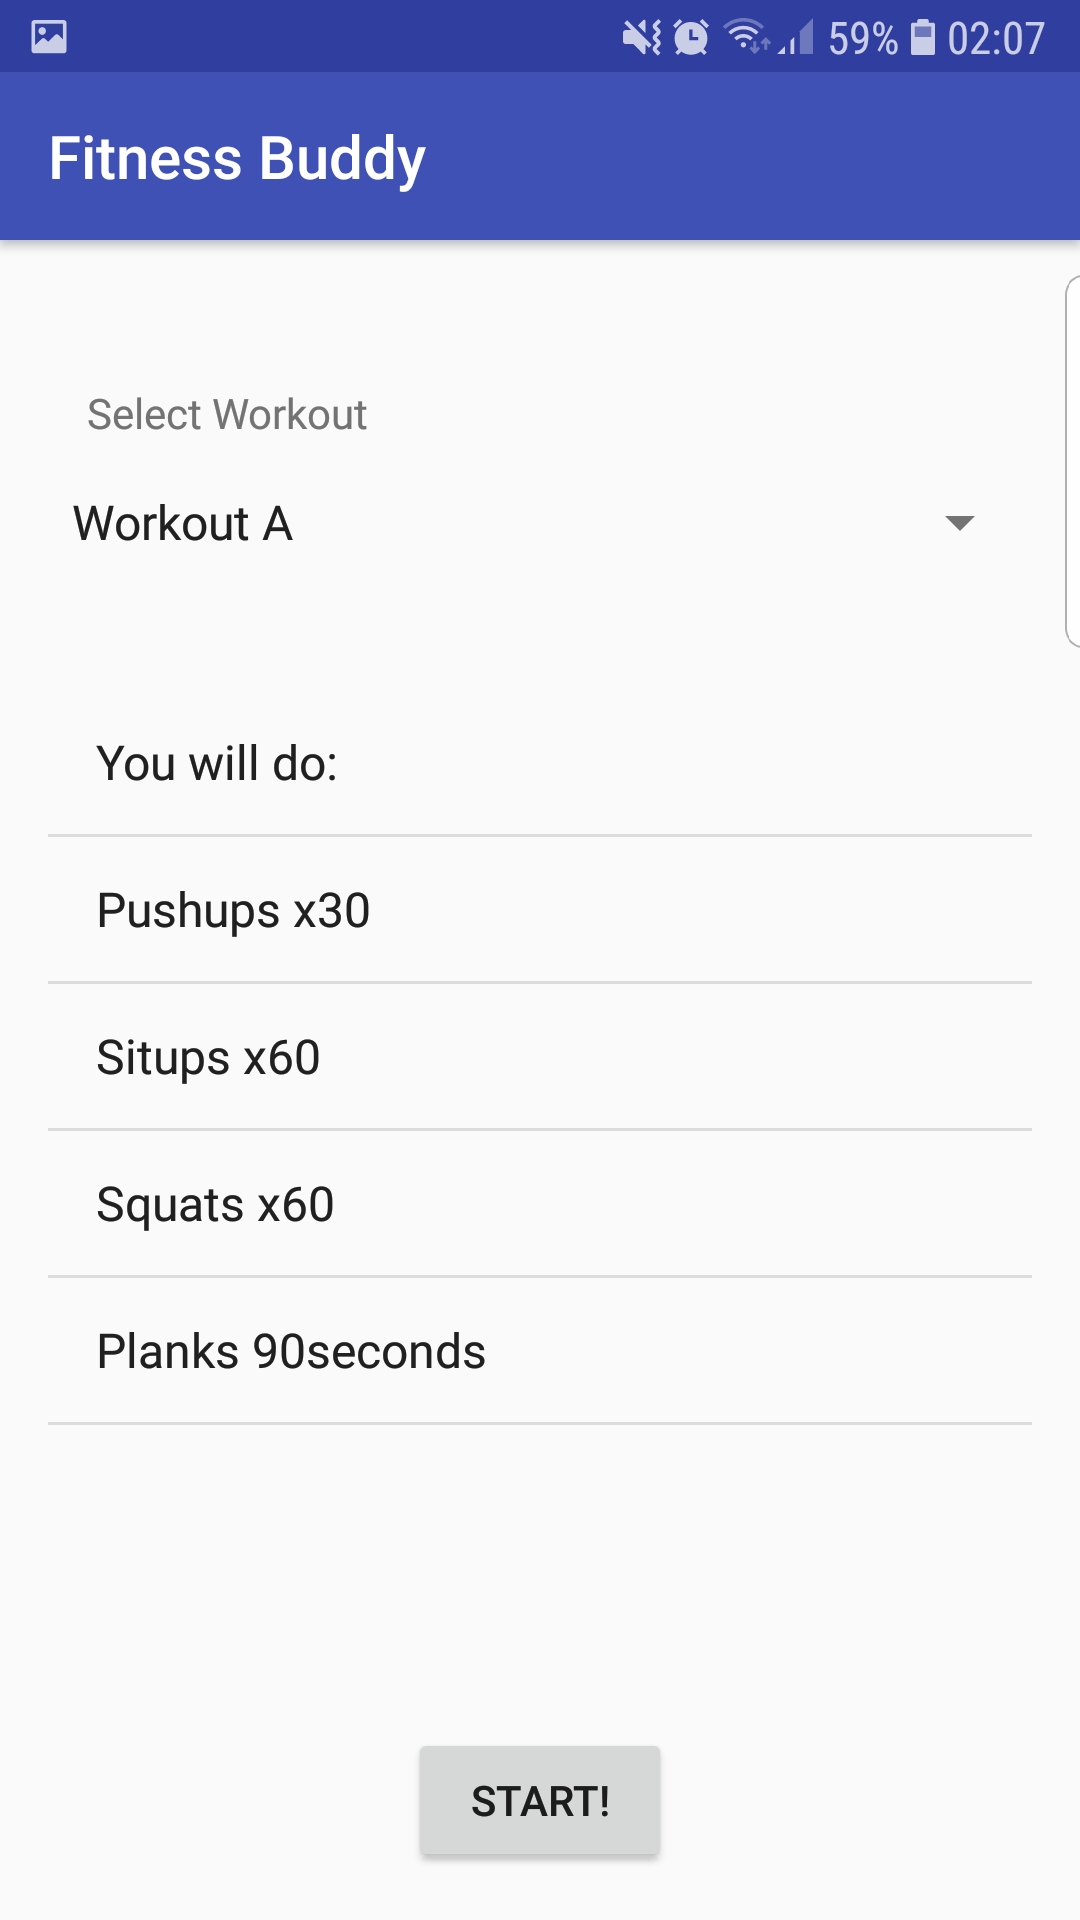 59% 02:07
Fitness Buddy
Select Workout
Workout A
You will do:
Pushups x30
Situps x60
Squats x60
Planks 90seconds
START!